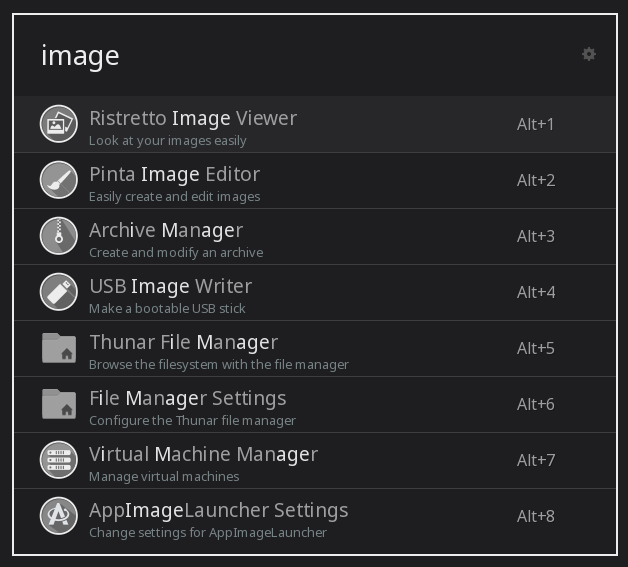 image
Ristretto Image Viewer
Look at your images easily
Alt+1
Pinta Image Editor
Easily create and edit images
Alt+2
Archive Manager
Create and modify an archive
Alt+3
USB Image Writer
Make a bootable USB stick
Alt+4
Thunar File Manager
Browse the filesystem with the file manager
Alt+5
File Manager Settings
Configure the Thunar file manager
Alt+6
Virtual Machine Manager
Manage virtual machines
Alt+7
AppImageLauncher Settings
Change settings for AppImageLauncher
Alt+8